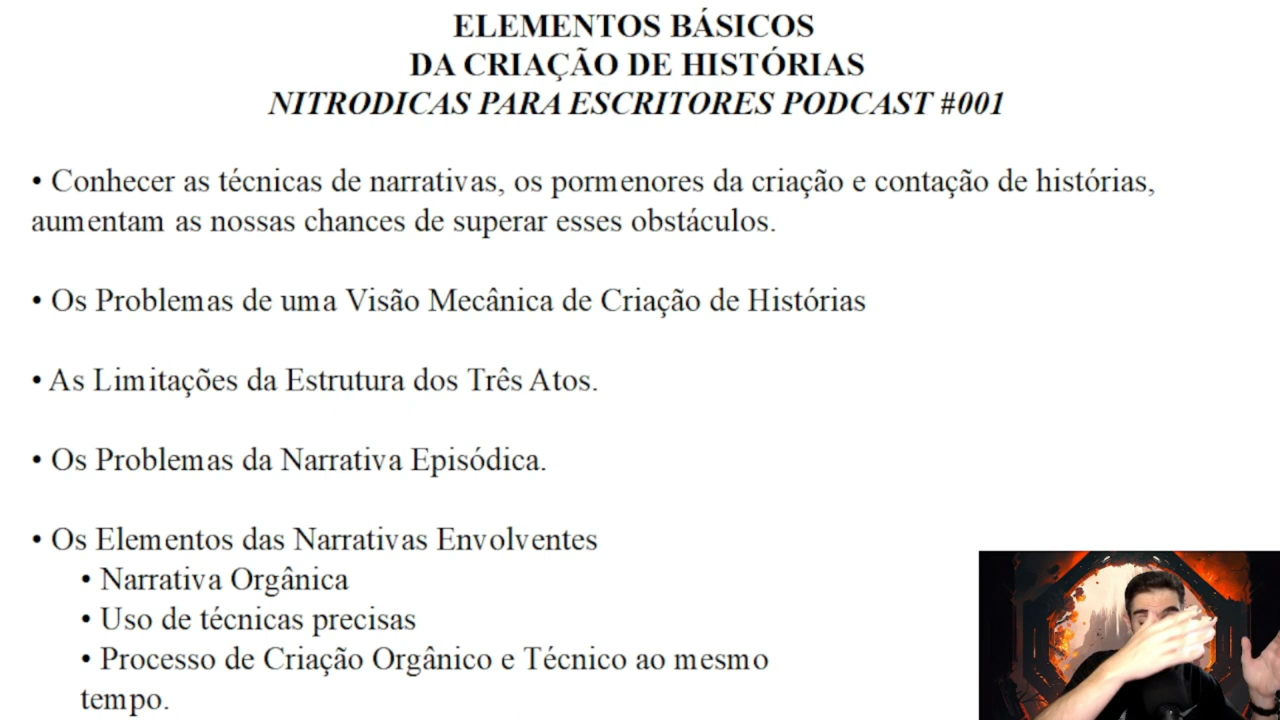 ELEMENTOS BÁSICOS
DA CRIAÇÃO DE HISTÓRIAS
NITRODICAS PARA ESCRITORES PODCAST #001
• Conhecer as técnicas de narrativas, os pormenores da criação e contação de histórias,
aumentam as nossas chances de superar esses obstáculos.
• Os Problemas de uma Visão Mecânica de Criação de Histórias
• As Limitações da Estrutura dos Três Atos.
• Os Problemas da Narrativa Episódica.
• Os Elementos das Narrativas Envolventes
• Narrativa Orgânica
• Uso de técnicas precisas
• Processo de Criação Orgânico e Técnico ao mesmo
tempo.